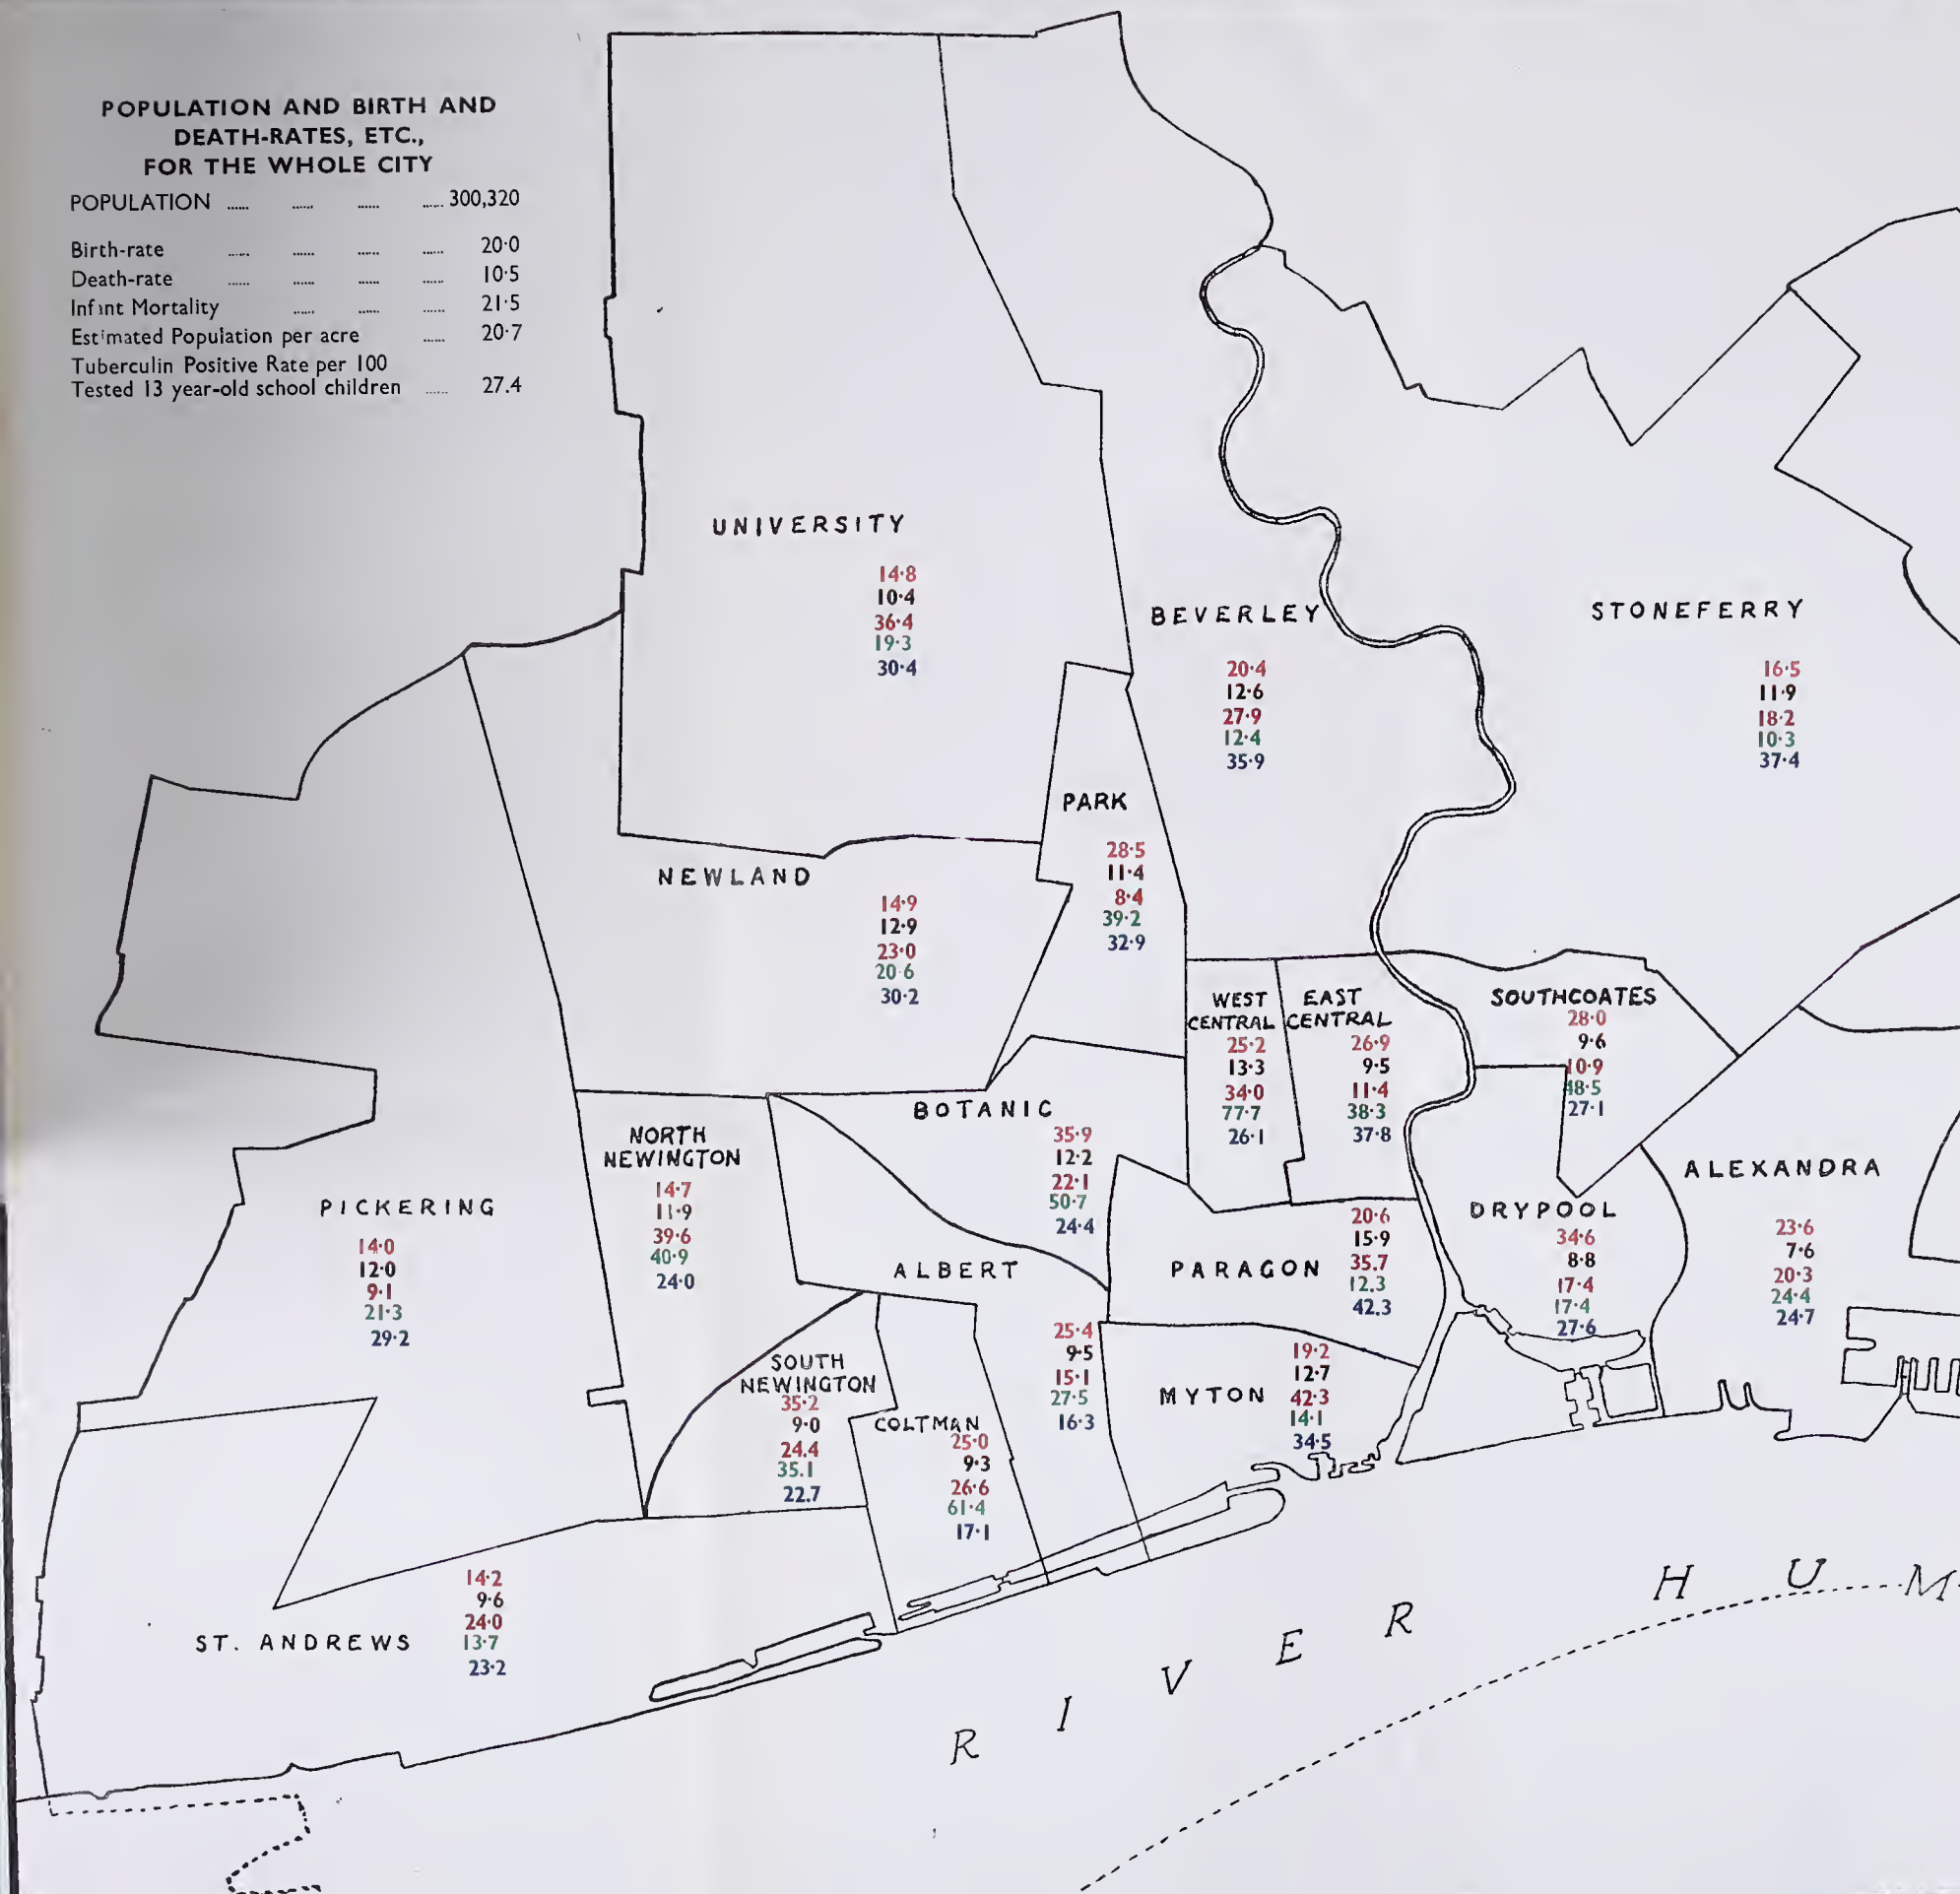 POPULATION AND BIRTH AND
DEATH-RATES, ETC.,
FOR THE WHOLE CITY
POPULATION ...... ...... ...... ...... 300,320
Birth-rate ...... ...... ...... ...... 20·0
Death-rate ...... ...... ...... ...... 10·5
Infant Mortality ...... ...... ...... 21·5
Estimated Population per acre ...... 20·7
Tuberculin Positive Rate per 100
Tested 13 year-old school children ...... 27.4
UNIVERSITY
14·8
10·4
36·4
19·3
30·4
BEVERLEY
20·4
12·6
27·9
12·4
35·9
STONEFERRY
16·5
11·9
18·2
10·3
37·4
PARK
28·5
11·4
8·4
39·2
32·9
NEWLAND
14·9
12·9
23·0
20·6
30·2
WEST
CENTRAL
25·2
13·3
34·0
77·7
26·1
EAST
CENTRAL
26·9
9·5
11·4
38·3
37·8
SOUTHCOATES
28·0
9·6
10·9
48·5
27·1
BOTANIC
35·9
12·2
22·1
50·7
24·4
NORTH
NEWINGTON
14·7
11·9
39·6
40·9
24·0
PICKERING
14·0
12·0
9·1
21·3
29·2
ALBERT
25·4
9·5
15·1
27·5
16·3
PARAGON
20·6
15·9
35.7
12.3
42.3
DRYPOOL
34·6
8·8
17·4
17·4
27·6
ALEXANDRA
23·6
7·6
20·3
24·4
24·7
SOUTH
NEWINGTON
35·2
9·0
24.4
35.1
22.7
COLTMAN
25·0
9·3
26·6
61·4
17·1
MYTON
19·2
12·7
42·3
14·1
34·5
ST. ANDREWS
14·2
9·6
24·0
13·7
23·2
RIVER HUM